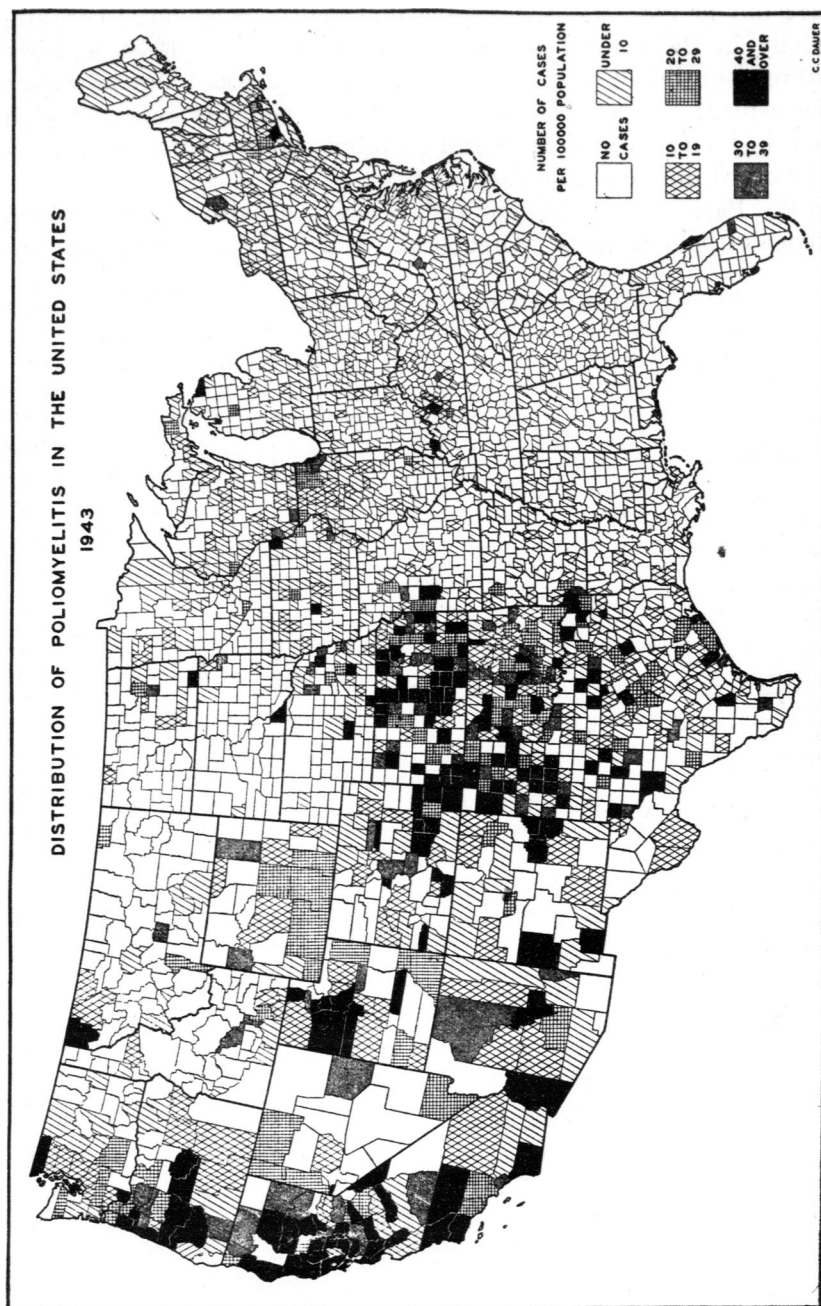 DISTRIBUTION OF POLIOMYELITIS IN THE UNITED STATES
1943
NUMBER OF CASES
PER 100000 POPULATION
NO
CASES
UNDER
10
10
TO
19
20
TO
29
30
TO
39
40
AND
OVER
C C DAUER